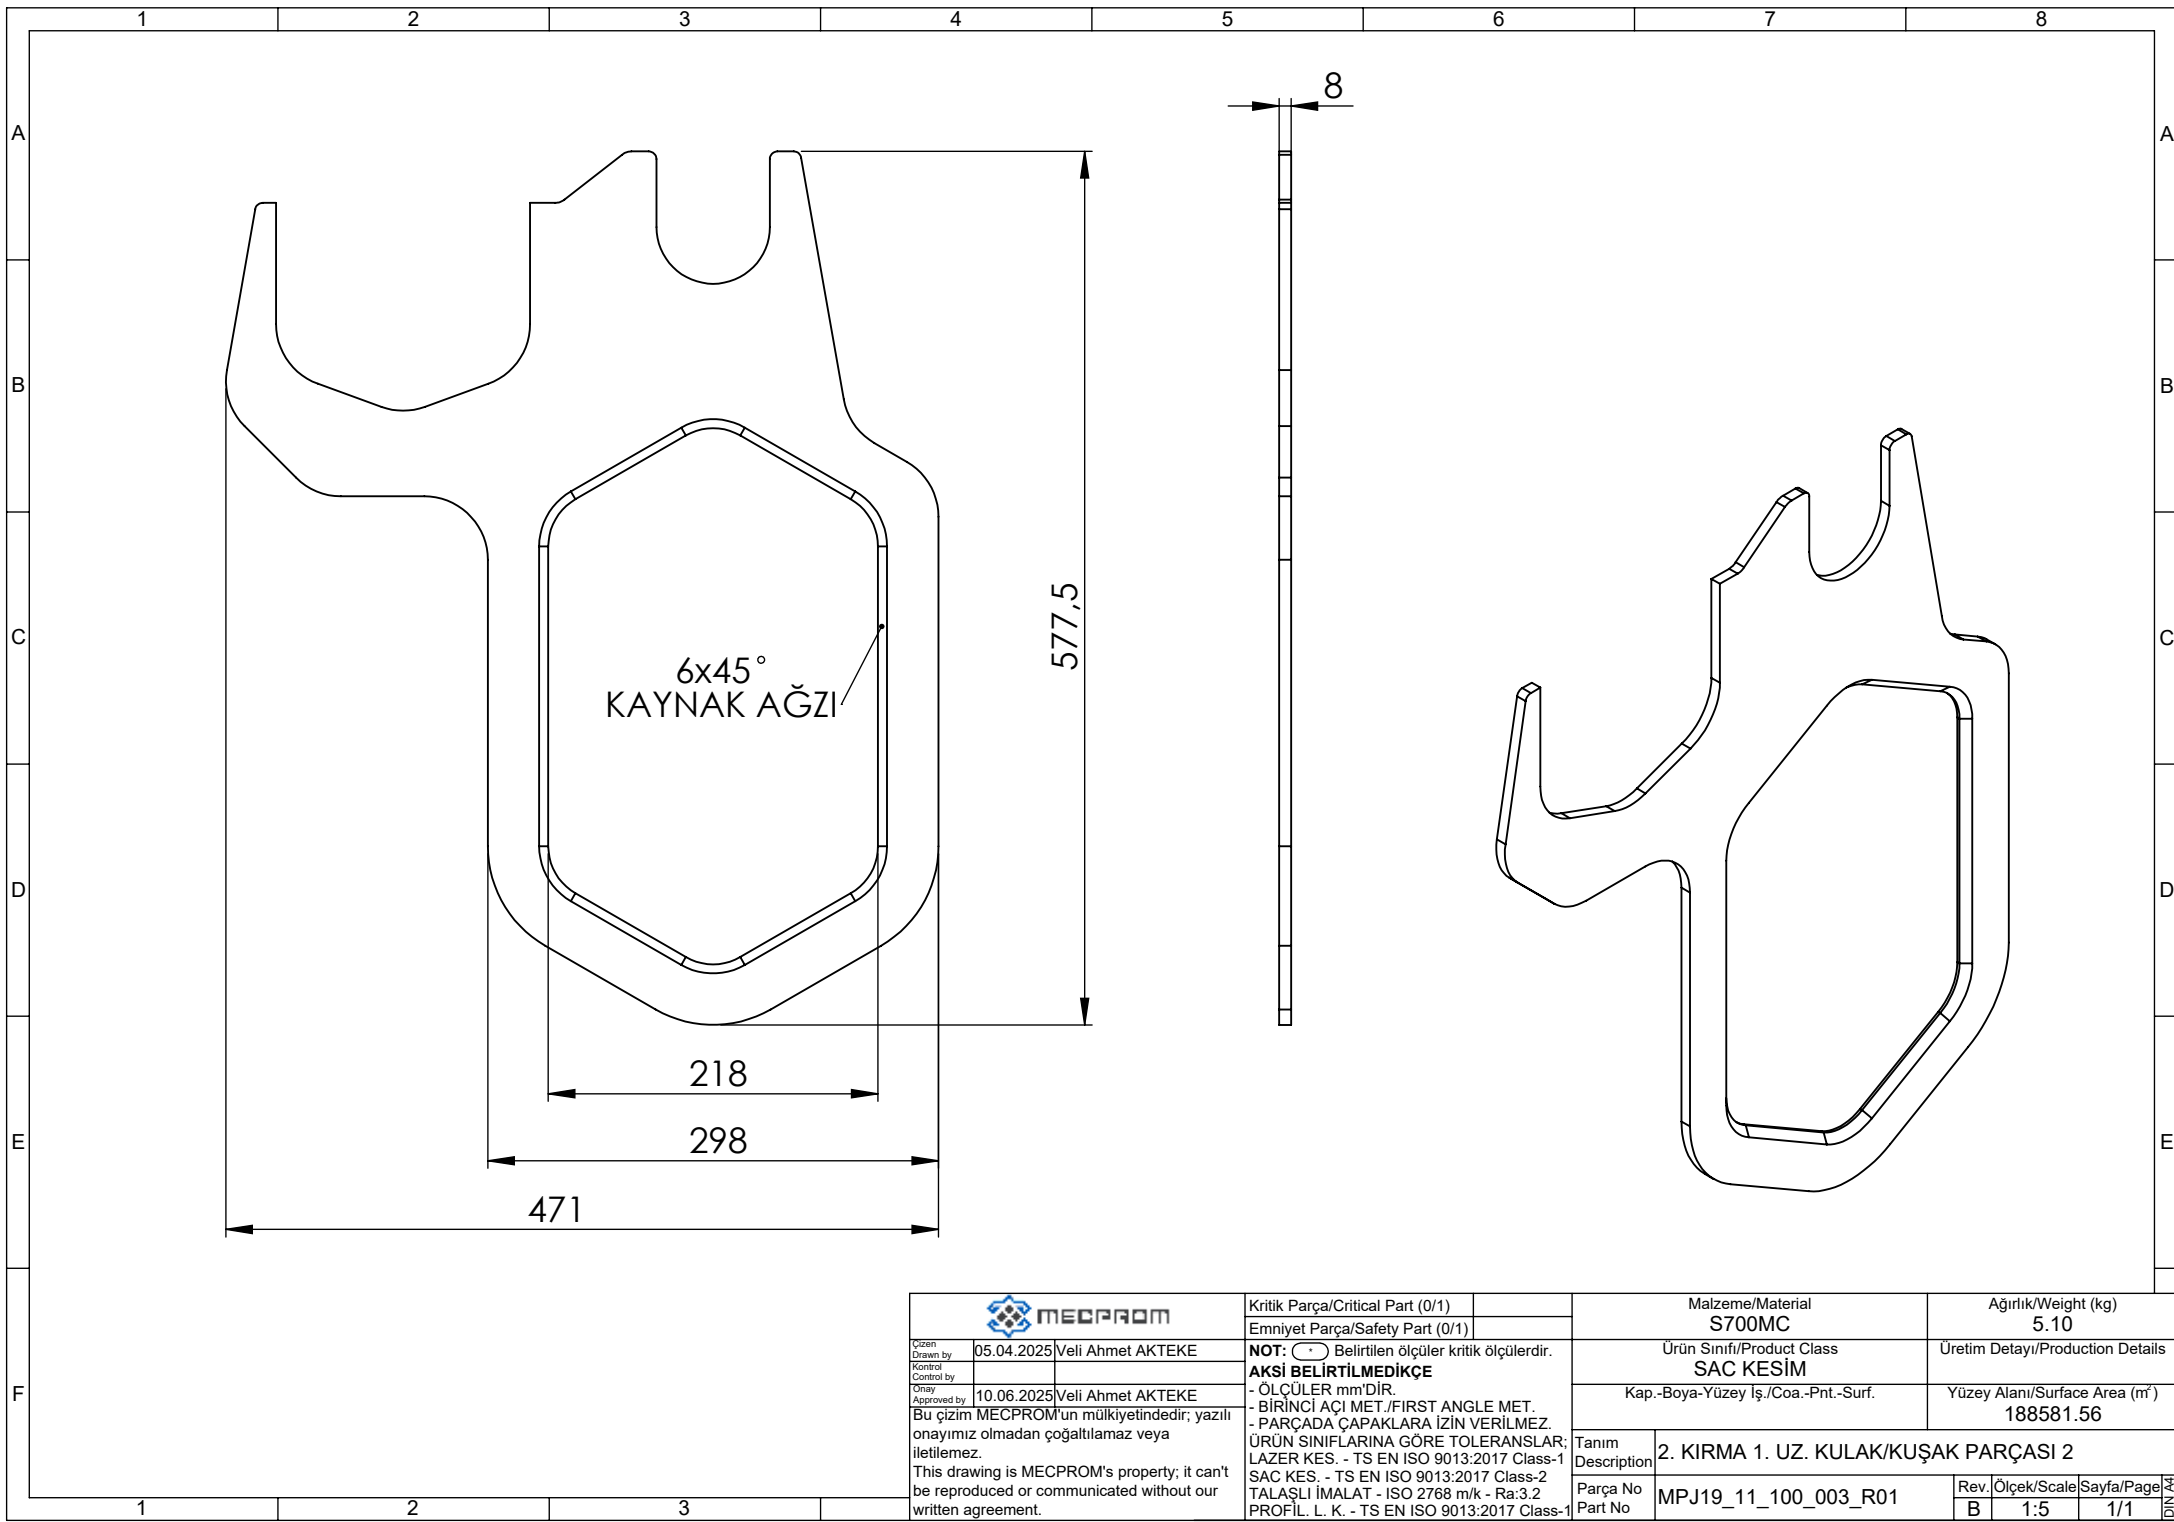 1 2 3 4 5 6 7 8
A A
B B
C C
D D
E E
F
1 2 3
8
577,5
6x45°
KAYNAK AĞZI
218
298
471
MECPROM
Çizen
Drawn by
05.04.2025 Veli Ahmet AKTEKE
Kontrol
Control by
Onay
Approved by
10.06.2025 Veli Ahmet AKTEKE
Bu çizim MECPROM'un mülkiyetindedir; yazılı
onayımız olmadan çoğaltılamaz veya
iletilemez.
This drawing is MECPROM's property; it can't
be reproduced or communicated without our
written agreement.
Kritik Parça/Critical Part (0/1)
Emniyet Parça/Safety Part (0/1)
NOT: * Belirtilen ölçüler kritik ölçülerdir.
AKSİ BELİRTİLMEDİKÇE
- ÖLÇÜLER mm'DİR.
- BİRİNCİ AÇI MET./FIRST ANGLE MET.
- PARÇADA ÇAPAKLARA İZİN VERİLMEZ.
ÜRÜN SINIFLARINA GÖRE TOLERANSLAR;
LAZER KES. - TS EN ISO 9013:2017 Class-1
SAC KES. - TS EN ISO 9013:2017 Class-2
TALAŞLI İMALAT - ISO 2768 m/k - Ra:3.2
PROFİL. L. K. - TS EN ISO 9013:2017 Class-1
Malzeme/Material
S700MC
Ağırlık/Weight (kg)
5.10
Ürün Sınıfı/Product Class
SAC KESİM
Üretim Detayı/Production Details
Kap.-Boya-Yüzey İş./Coa.-Pnt.-Surf.
Yüzey Alanı/Surface Area (m²)
188581.56
Tanım
Description
2. KIRMA 1. UZ. KULAK/KUŞAK PARÇASI 2
Parça No
Part No
MPJ19_11_100_003_R01
Rev. Ölçek/Scale Sayfa/Page
B 1:5 1/1
DIN A4